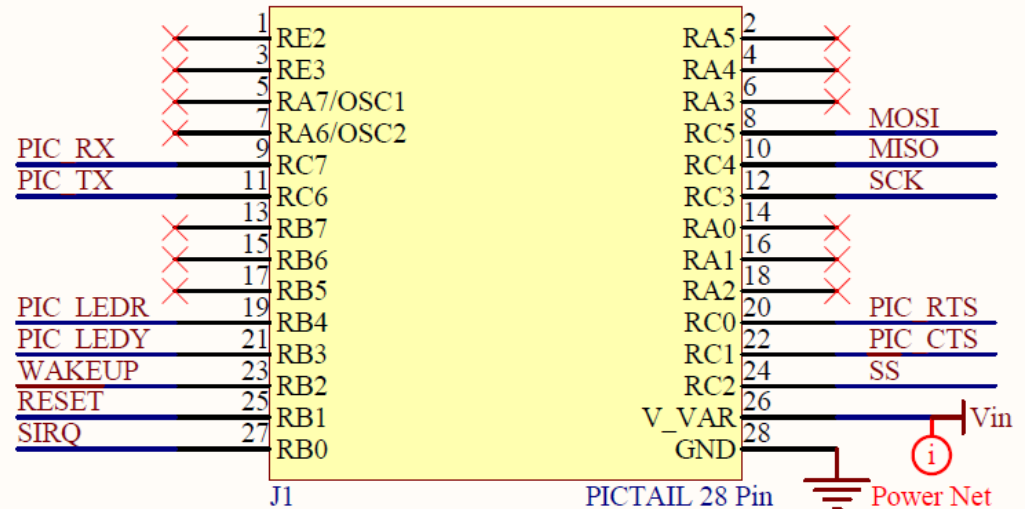 1 RE2 RA5 2
3 RE3 RA4 4
5 RA7/OSC1 RA3 6
7 RA6/OSC2 RC5 8 MOSI
PIC_RX 9 RC7 RC4 10 MISO
PIC_TX 11 RC6 RC3 12 SCK
13 RB7 RA0 14
15 RB6 RA1 16
17 RB5 RA2 18
PIC_LEDR 19 RB4 RC0 20 PIC_RTS
PIC_LEDY 21 RB3 RC1 22 PIC_CTS
WAKEUP 23 RB2 RC2 24 SS
RESET 25 RB1 V_VAR 26 Vin
SIRQ 27 RB0 GND 28 i
J1 PICTAIL 28 Pin Power Net